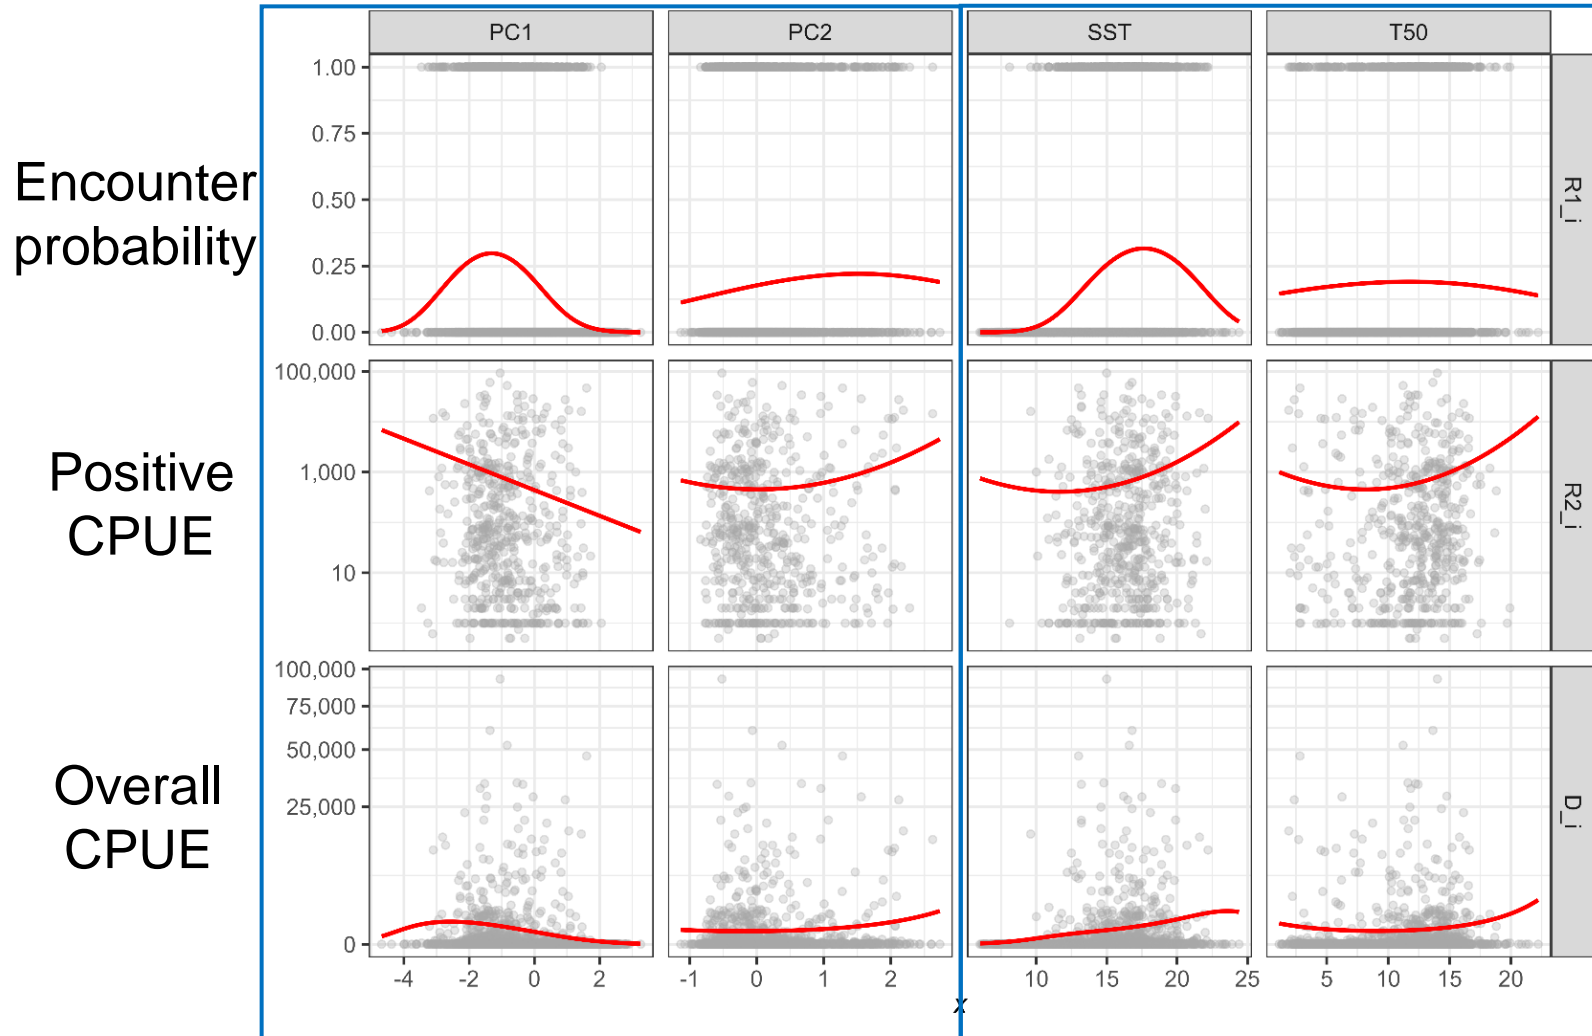 PC1 PC2 SST T50
Encounter
probability
1.00
0.75
0.50
0.25
0.00
R1_i
Positive
CPUE
100,000
1,000
10
R2_i
Overall
CPUE
100,000
75,000
50,000
25,000
0
D_i
-4 -2 0 2 -1 0 1 2 10 15 20 25 5 10 15 20
x